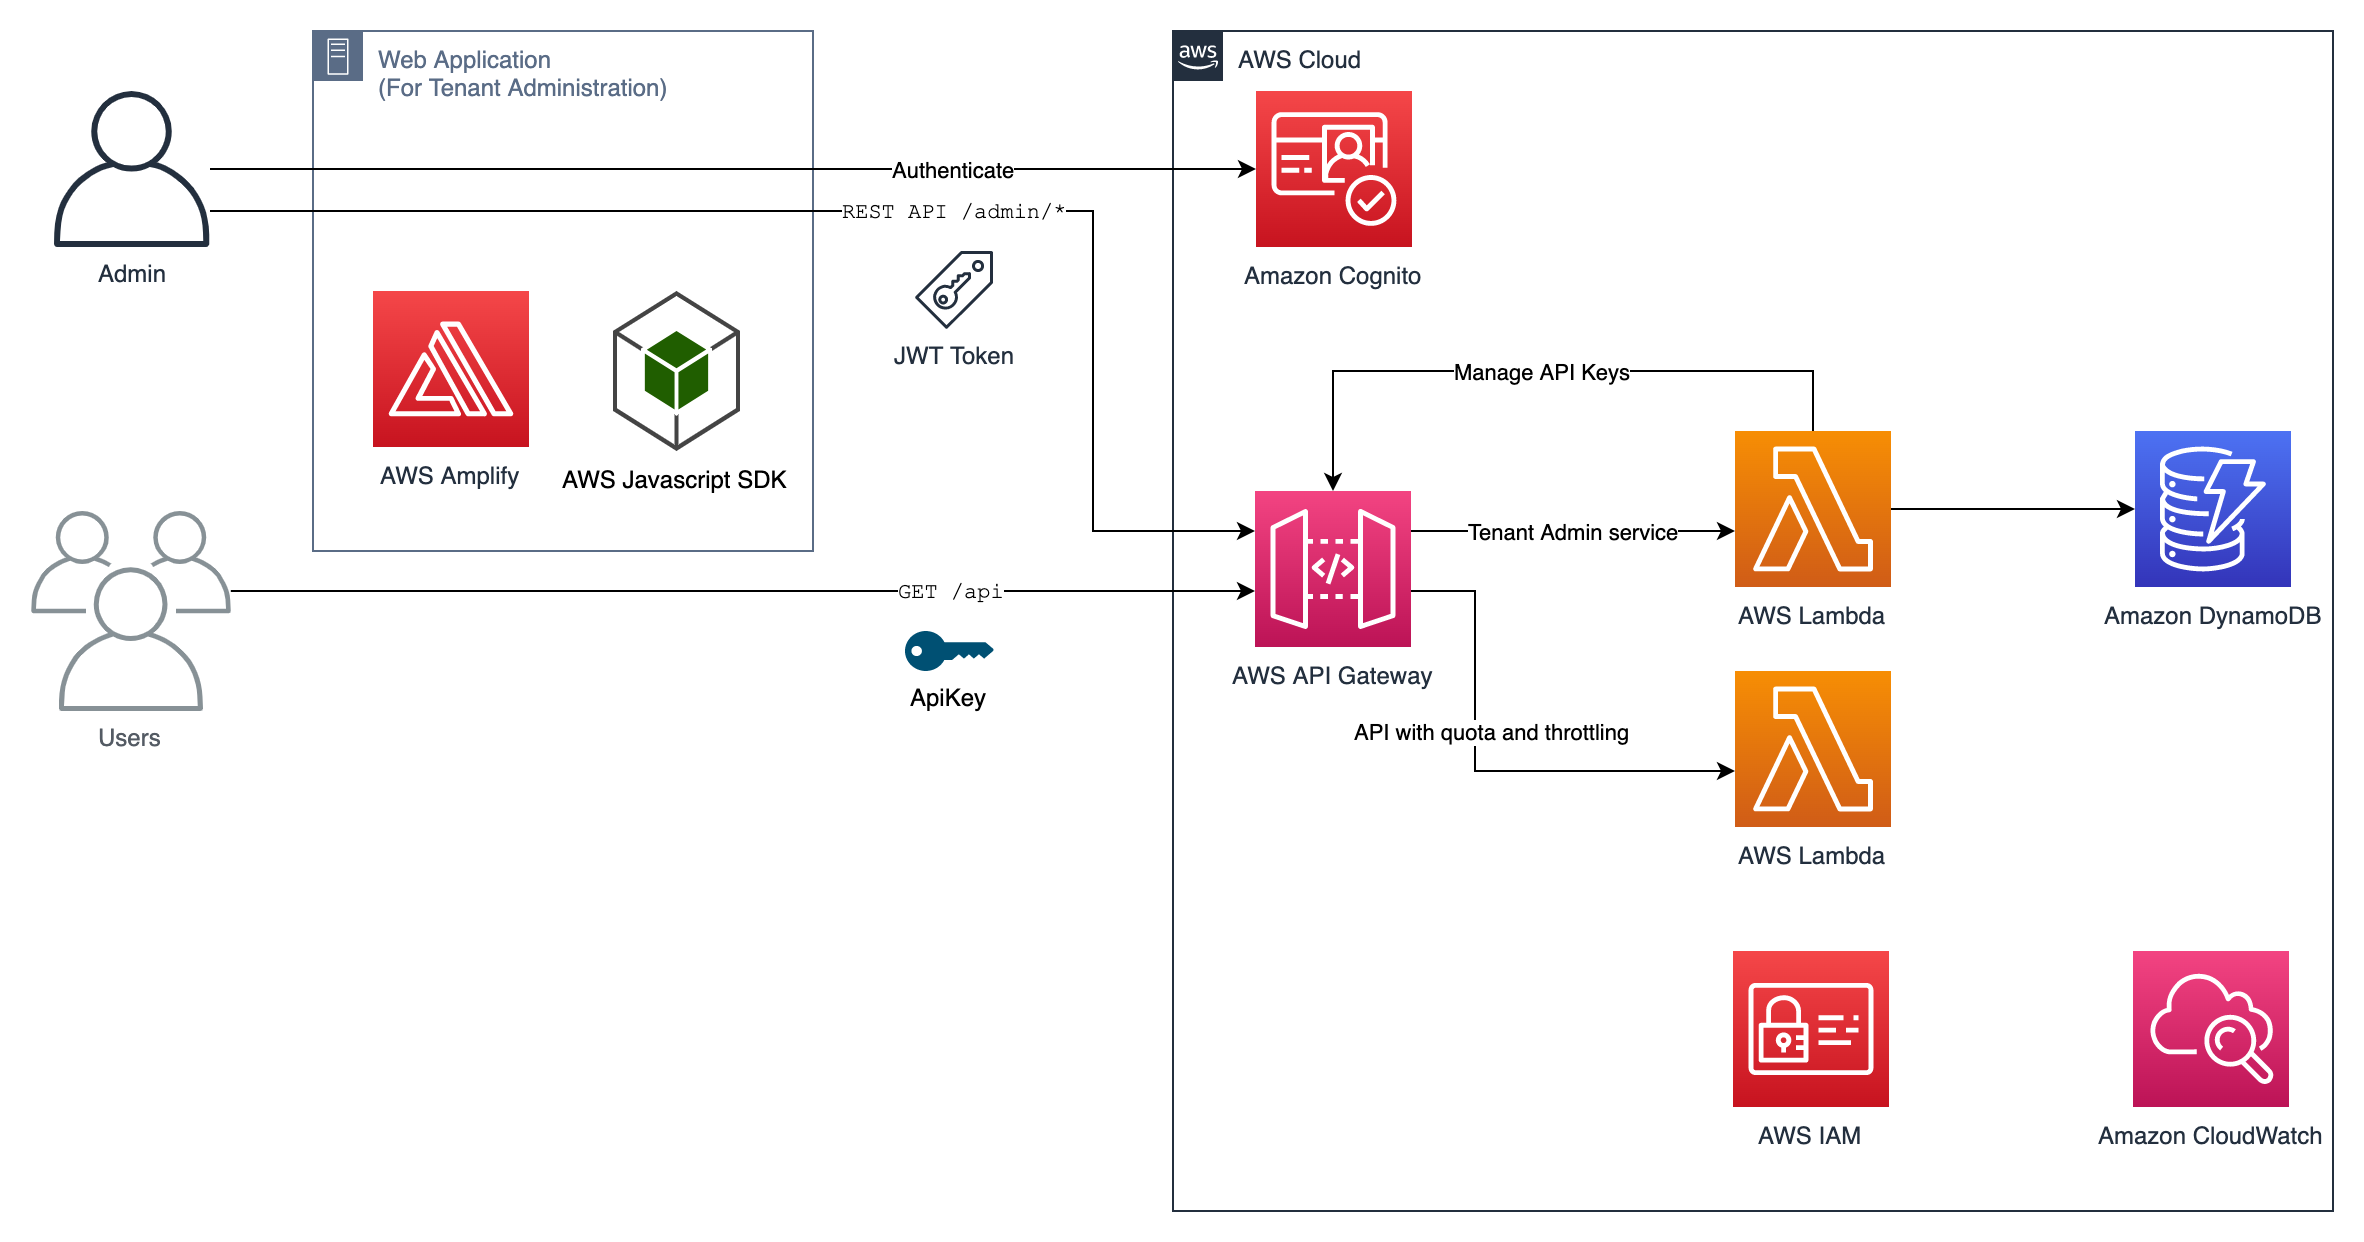 Web Application
(For Tenant Administration)
aws
AWS Cloud
Authenticate
REST API /admin/*
Admin
Amazon Cognito
JWT Token
Manage API Keys
AWS Amplify
AWS Javascript SDK
Tenant Admin service
GET /api
AWS Lambda
Amazon DynamoDB
AWS API Gateway
ApiKey
Users
API with quota and throttling
AWS Lambda
AWS IAM
Amazon CloudWatch